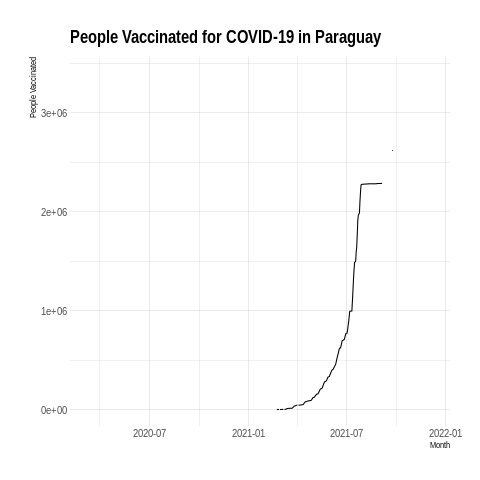 People Vaccinated for COVID-19 in Paraguay
People Vaccinated
3e+06
2e+06
1e+06
0e+00
2020-07 2021-01 2021-07 2022-01
Month